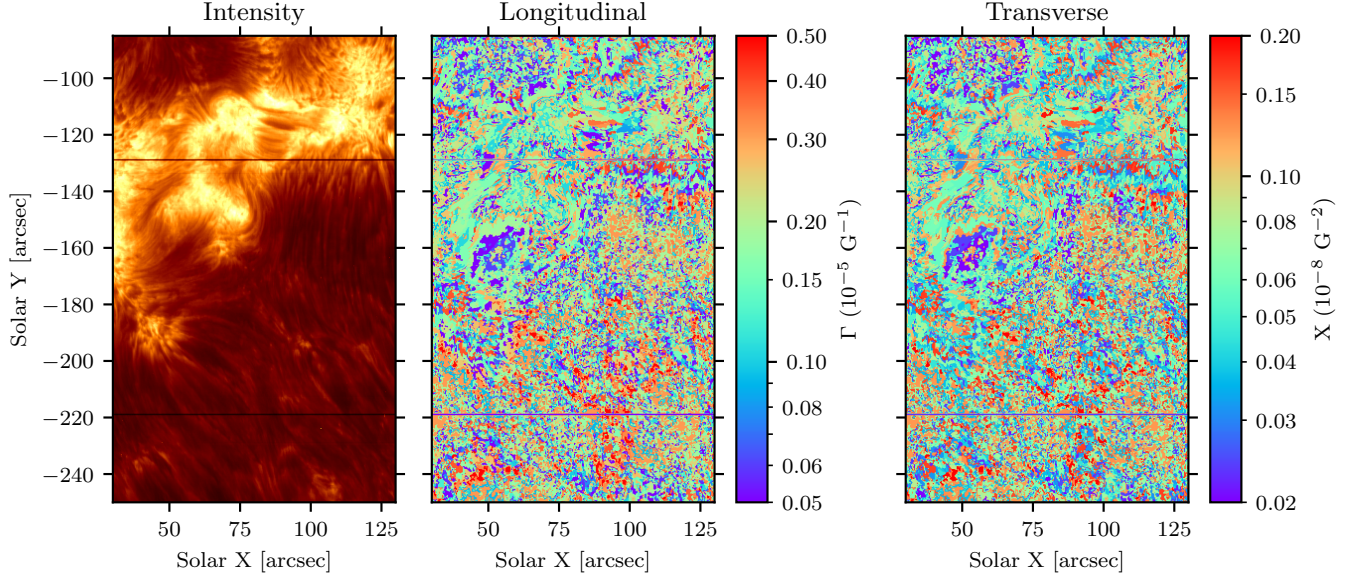 Intensity
Longitudinal
Transverse
Solar Y [arcsec]
−100
−120
−140
−160
−180
−200
−220
−240
50 75 100 125
Solar X [arcsec]
50 75 100 125
Solar X [arcsec]
0.50
0.40
0.30
0.20
0.15
0.10
0.08
0.06
0.05
Γ (10⁻⁵ G⁻¹)
50 75 100 125
Solar X [arcsec]
0.20
0.15
0.10
0.08
0.06
0.05
0.04
0.03
0.02
X (10⁻⁸ G⁻²)